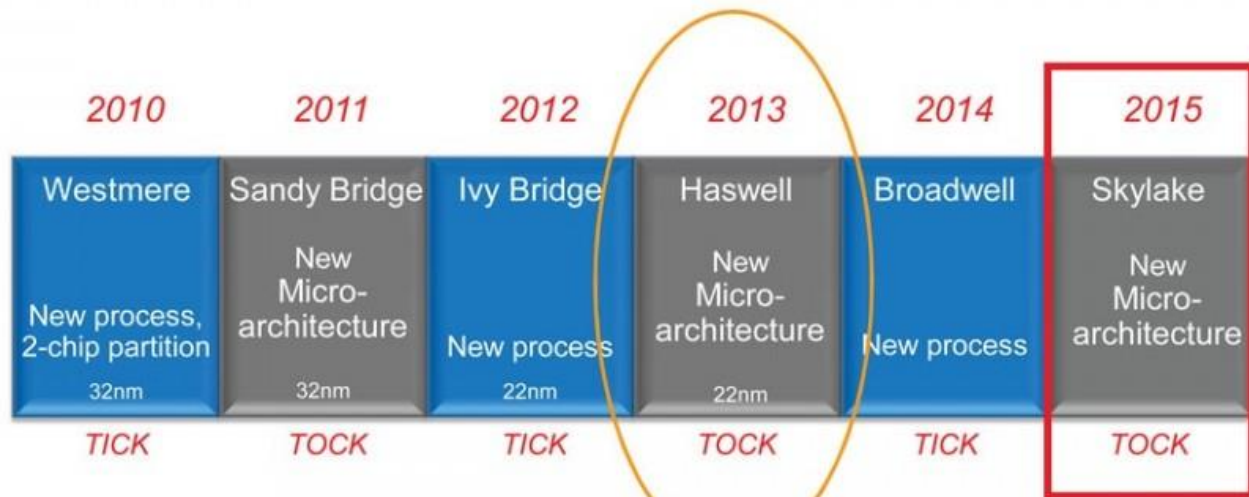 2010 2011 2012 2013 2014 2015
Westmere Sandy Bridge Ivy Bridge Haswell Broadwell Skylake
New process,
2-chip partition
32nm
New
Micro-
architecture
32nm
New process
22nm
New
Micro-
architecture
22nm
New process
New
Micro-
architecture
TICK TOCK TICK TOCK TICK TOCK